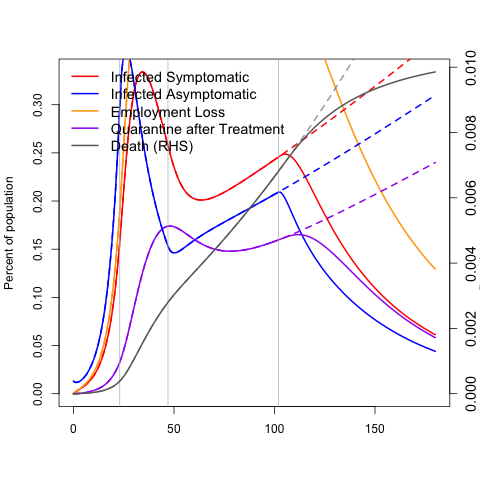 Infected Symptomatic
Infected Asymptomatic
Employment Loss
Quarantine after Treatment
Death (RHS)
Percent of population
0.30
0.25
0.20
0.15
0.10
0.05
0.00
0.010
0.008
0.006
0.004
0.002
0.000
0 50 100 150